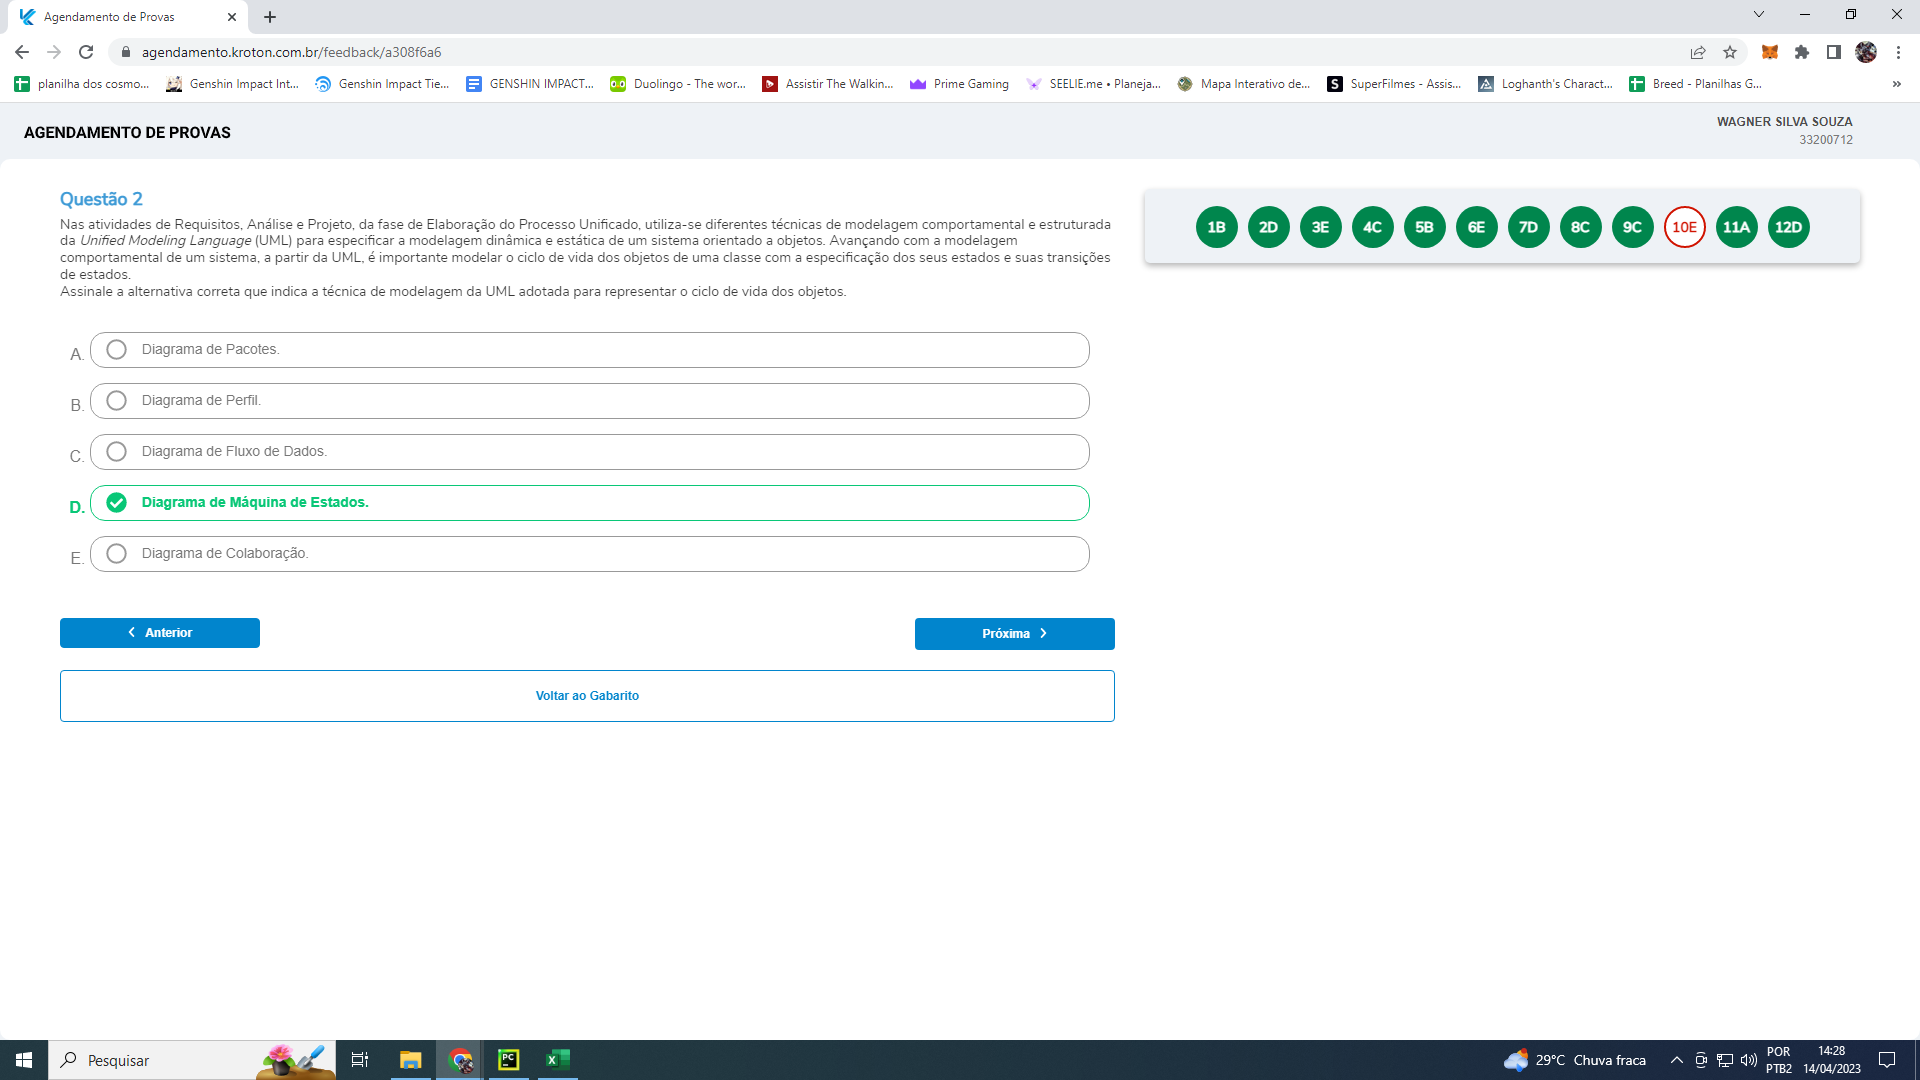 Agendamento de Provas
agendamento.kroton.com.br/feedback/a308f6a6
planilha dos cosmo...
Genshin Impact Int...
Genshin Impact Tie...
GENSHIN IMPACT...
Duolingo - The wor...
Assistir The Walkin...
Prime Gaming
SEELIE.me • Planeja...
Mapa Interativo de...
S
SuperFilmes - Assis...
Loghanth's Charact...
Breed - Planilhas G...
»
AGENDAMENTO DE PROVAS
WAGNER SILVA SOUZA
33200712
Questão 2
Nas atividades de Requisitos, Análise e Projeto, da fase de Elaboração do Processo Unificado, utiliza-se diferentes técnicas de modelagem comportamental e estruturada
da Unified Modeling Language (UML) para especificar a modelagem dinâmica e estática de um sistema orientado a objetos. Avançando com a modelagem
comportamental de um sistema, a partir da UML, é importante modelar o ciclo de vida dos objetos de uma classe com a especificação dos seus estados e suas transições
de estados.
Assinale a alternativa correta que indica a técnica de modelagem da UML adotada para representar o ciclo de vida dos objetos.
A. Diagrama de Pacotes.
B. Diagrama de Perfil.
C. Diagrama de Fluxo de Dados.
D. Diagrama de Máquina de Estados.
E. Diagrama de Colaboração.
Anterior
Próxima
Voltar ao Gabarito
1B 2D 3E 4C 5B 6E 7D 8C 9C 10E 11A 12D
Pesquisar
PC
X
29°C Chuva fraca
POR
PTB2
14:28
14/04/2023